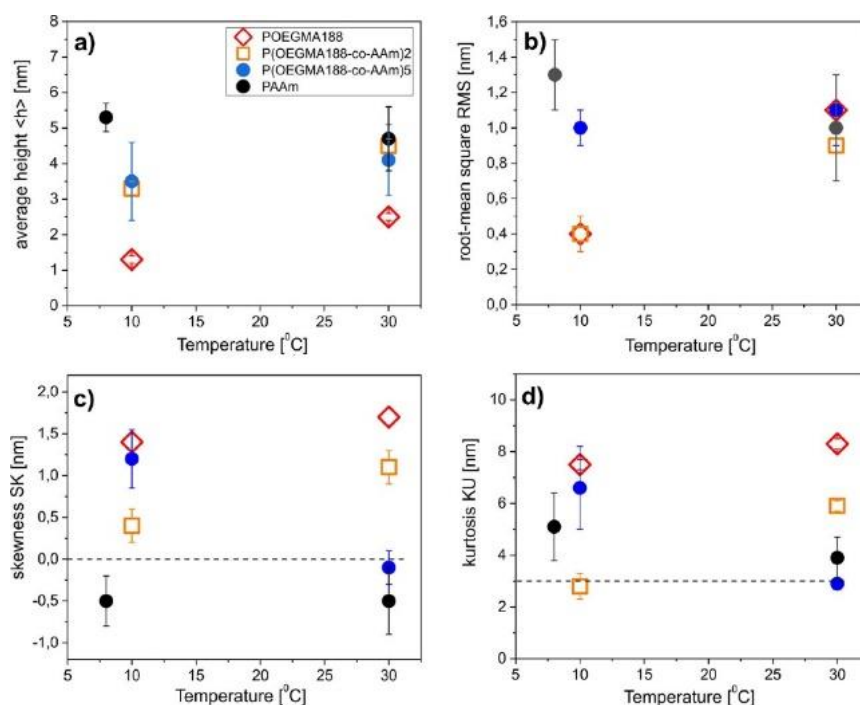 a)
POEGMA188
P(OEGMA188-co-AAm)2
P(OEGMA188-co-AAm)5
PAAm
average height <h> [nm]
9
8
7
6
5
4
3
2
1
0
5 10 15 20 25 30
Temperature [⁰C]
b)
root-mean square RMS [nm]
1,6
1,4
1,2
1,0
0,8
0,6
0,4
0,2
0,0
5 10 15 20 25 30
Temperature [⁰C]
c)
skewness SK [nm]
2,0
1,5
1,0
0,5
0,0
-0,5
-1,0
5 10 15 20 25 30
Temperature [⁰C]
d)
kurtosis KU [nm]
10
8
6
4
2
0
5 10 15 20 25 30
Temperature [⁰C]